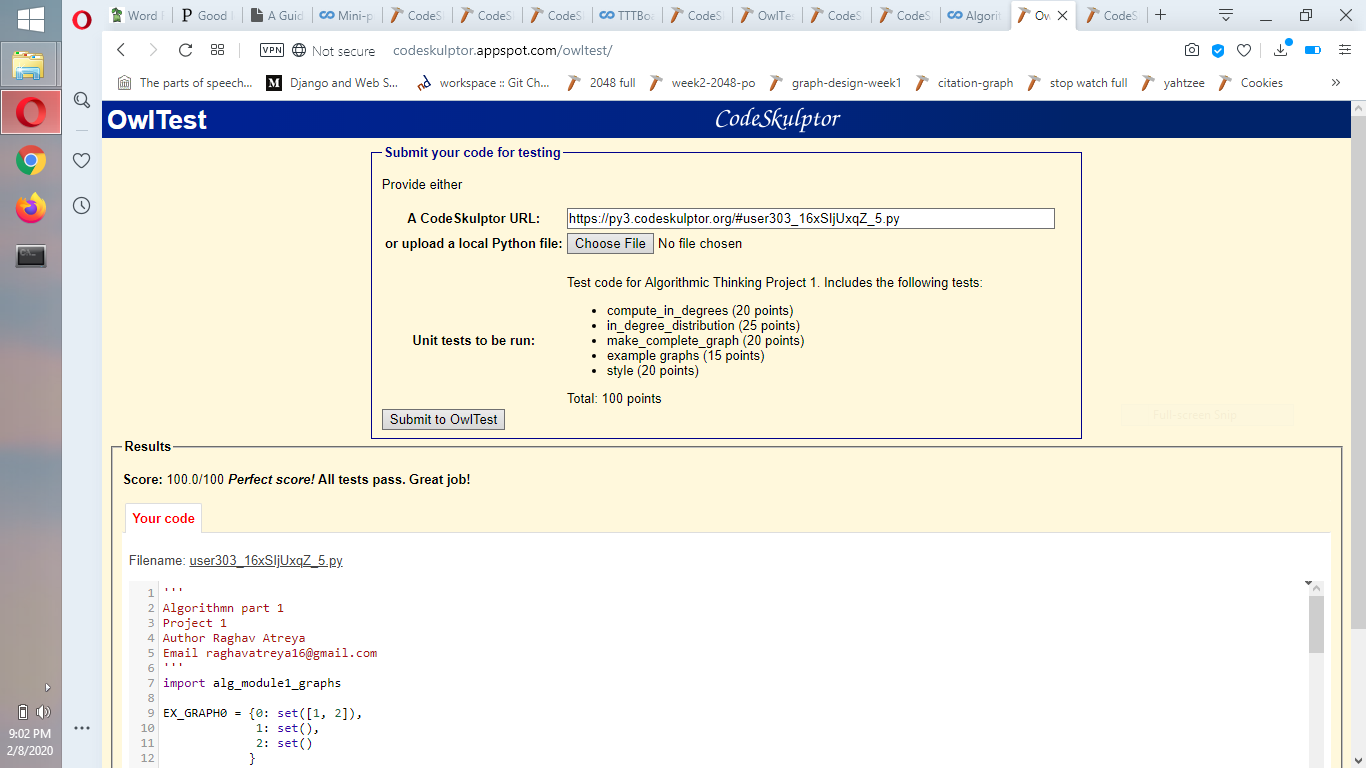 Word F
Good l
A Guid
Mini-p
CodeS
CodeS
CodeS
TTTBo
CodeS
OwlTe
CodeS
CodeS
Algorit
Ow
CodeS
VPN
Not secure
codeskulptor.appspot.com/owltest/
The parts of speech...
Django and Web S...
workspace :: Git Ch...
2048 full
week2-2048-po
graph-design-week1
citation-graph
stop watch full
yahtzee
Cookies
»
OwlTest
CodeSkulptor
Submit your code for testing
Provide either
A CodeSkulptor URL: https://py3.codeskulptor.org/#user303_16xSIjUxqZ_5.py
or upload a local Python file: Choose File No file chosen
Test code for Algorithmic Thinking Project 1. Includes the following tests:
Unit tests to be run:
• compute_in_degrees (20 points)
• in_degree_distribution (25 points)
• make_complete_graph (20 points)
• example graphs (15 points)
• style (20 points)
Total: 100 points
Submit to OwlTest
Full-screen Snip
Results
Score: 100.0/100 Perfect score! All tests pass. Great job!
Your code
Filename: user303_16xSIjUxqZ_5.py
1 '''
2 Algorithmn part 1
3 Project 1
4 Author Raghav Atreya
5 Email raghavatreya16@gmail.com
6 '''
7 import alg_module1_graphs
8
9 EX_GRAPH0 = {0: set([1, 2]),
10 1: set(),
11 2: set()
12 }
9:02 PM
2/8/2020